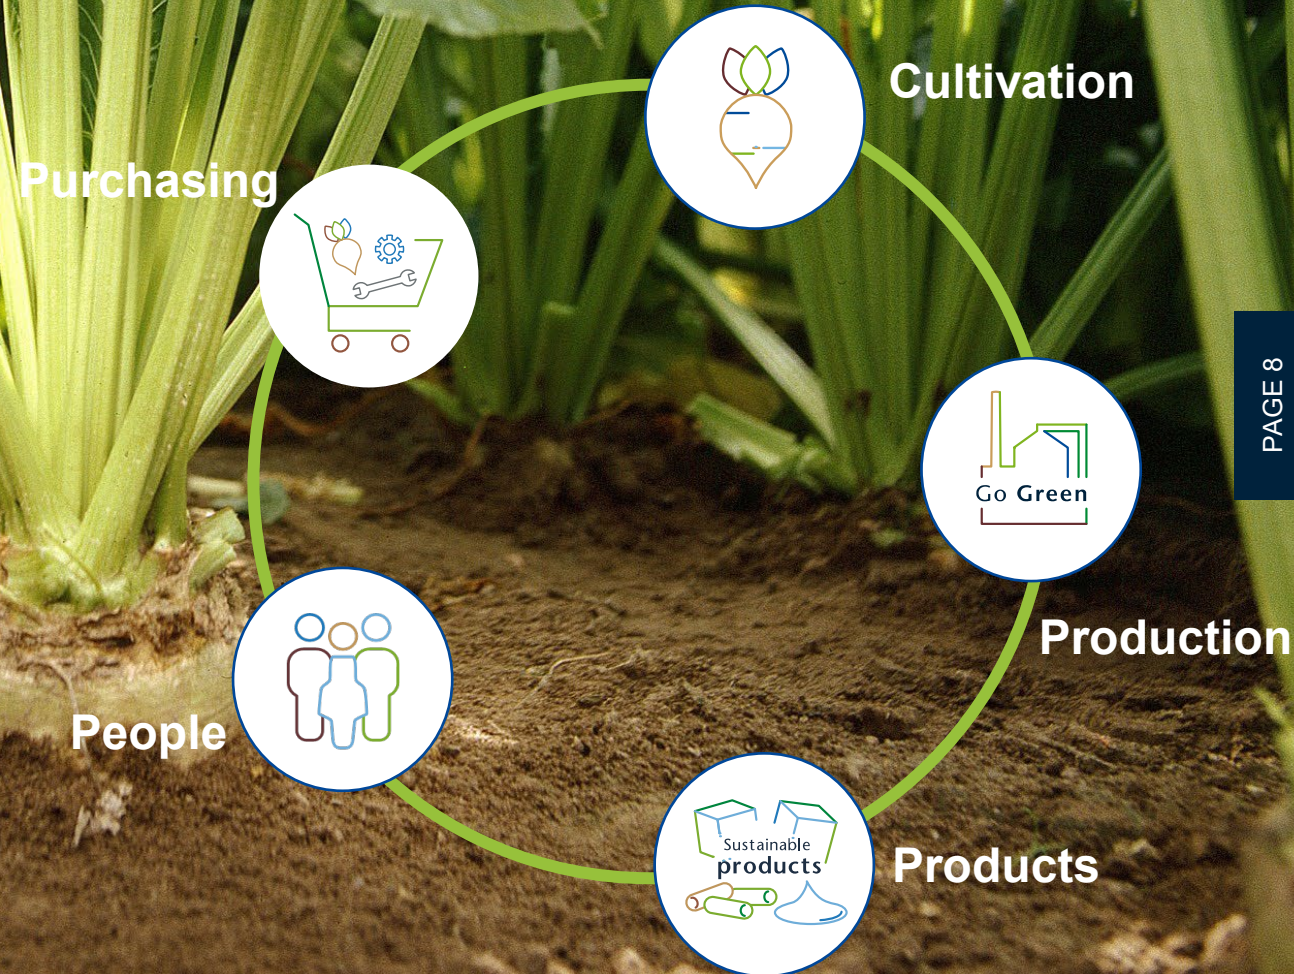 Cultivation
Purchasing
PAGE 8
Go Green
Production
People
Sustainable
products
Products